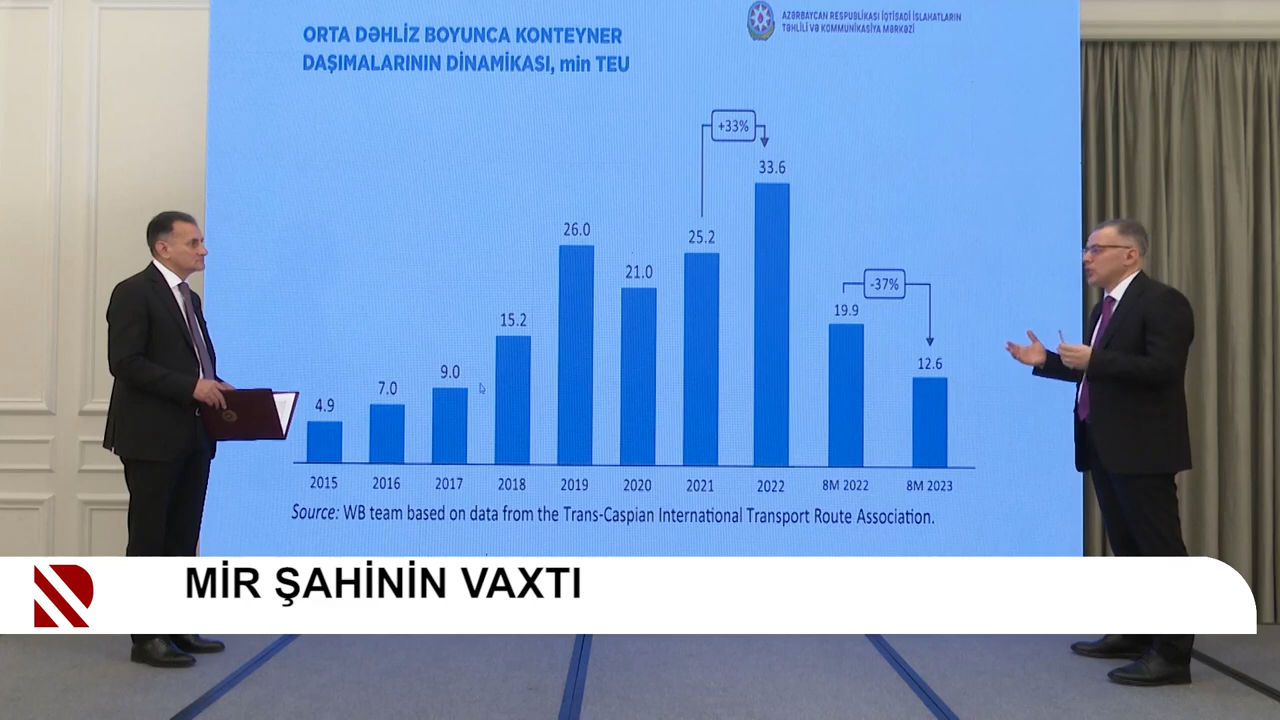 ORTA DƏHLİZ BOYUNCA KONTEYNER
DAŞIMALARININ DİNAMİKASI, min TEU
AZƏRBAYCAN RESPUBLİKASI İQTİSADİ İSLAHATLARIN
TƏHLİLİ VƏ KOMMUNİKASİYA MƏRKƏZİ
+33%
33.6
26.0
25.2
21.0
-37%
19.9
15.2
12.6
9.0
7.0
4.9
2015 2016 2017 2018 2019 2020 2021 2022 8M 2022 8M 2023
Source: WB team based on data from the Trans-Caspian International Transport Route Association.
MİR ŞAHİNİN VAXTI